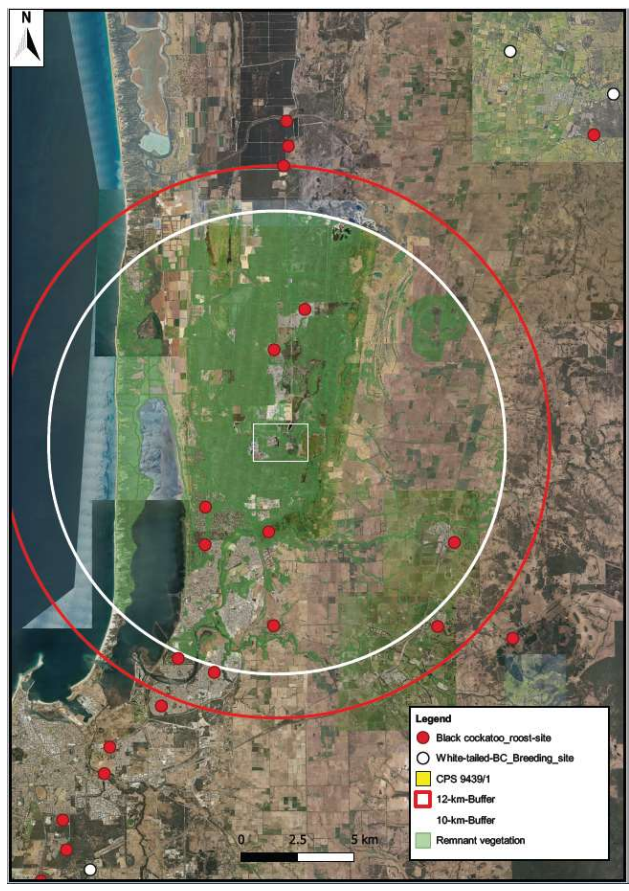 N
Legend
Black cockatoo_roost-site
White-tailed-BC_Breeding_site
CPS 9439/1
12-km-Buffer
10-km-Buffer
Remnant vegetation
0 2.5 5 km